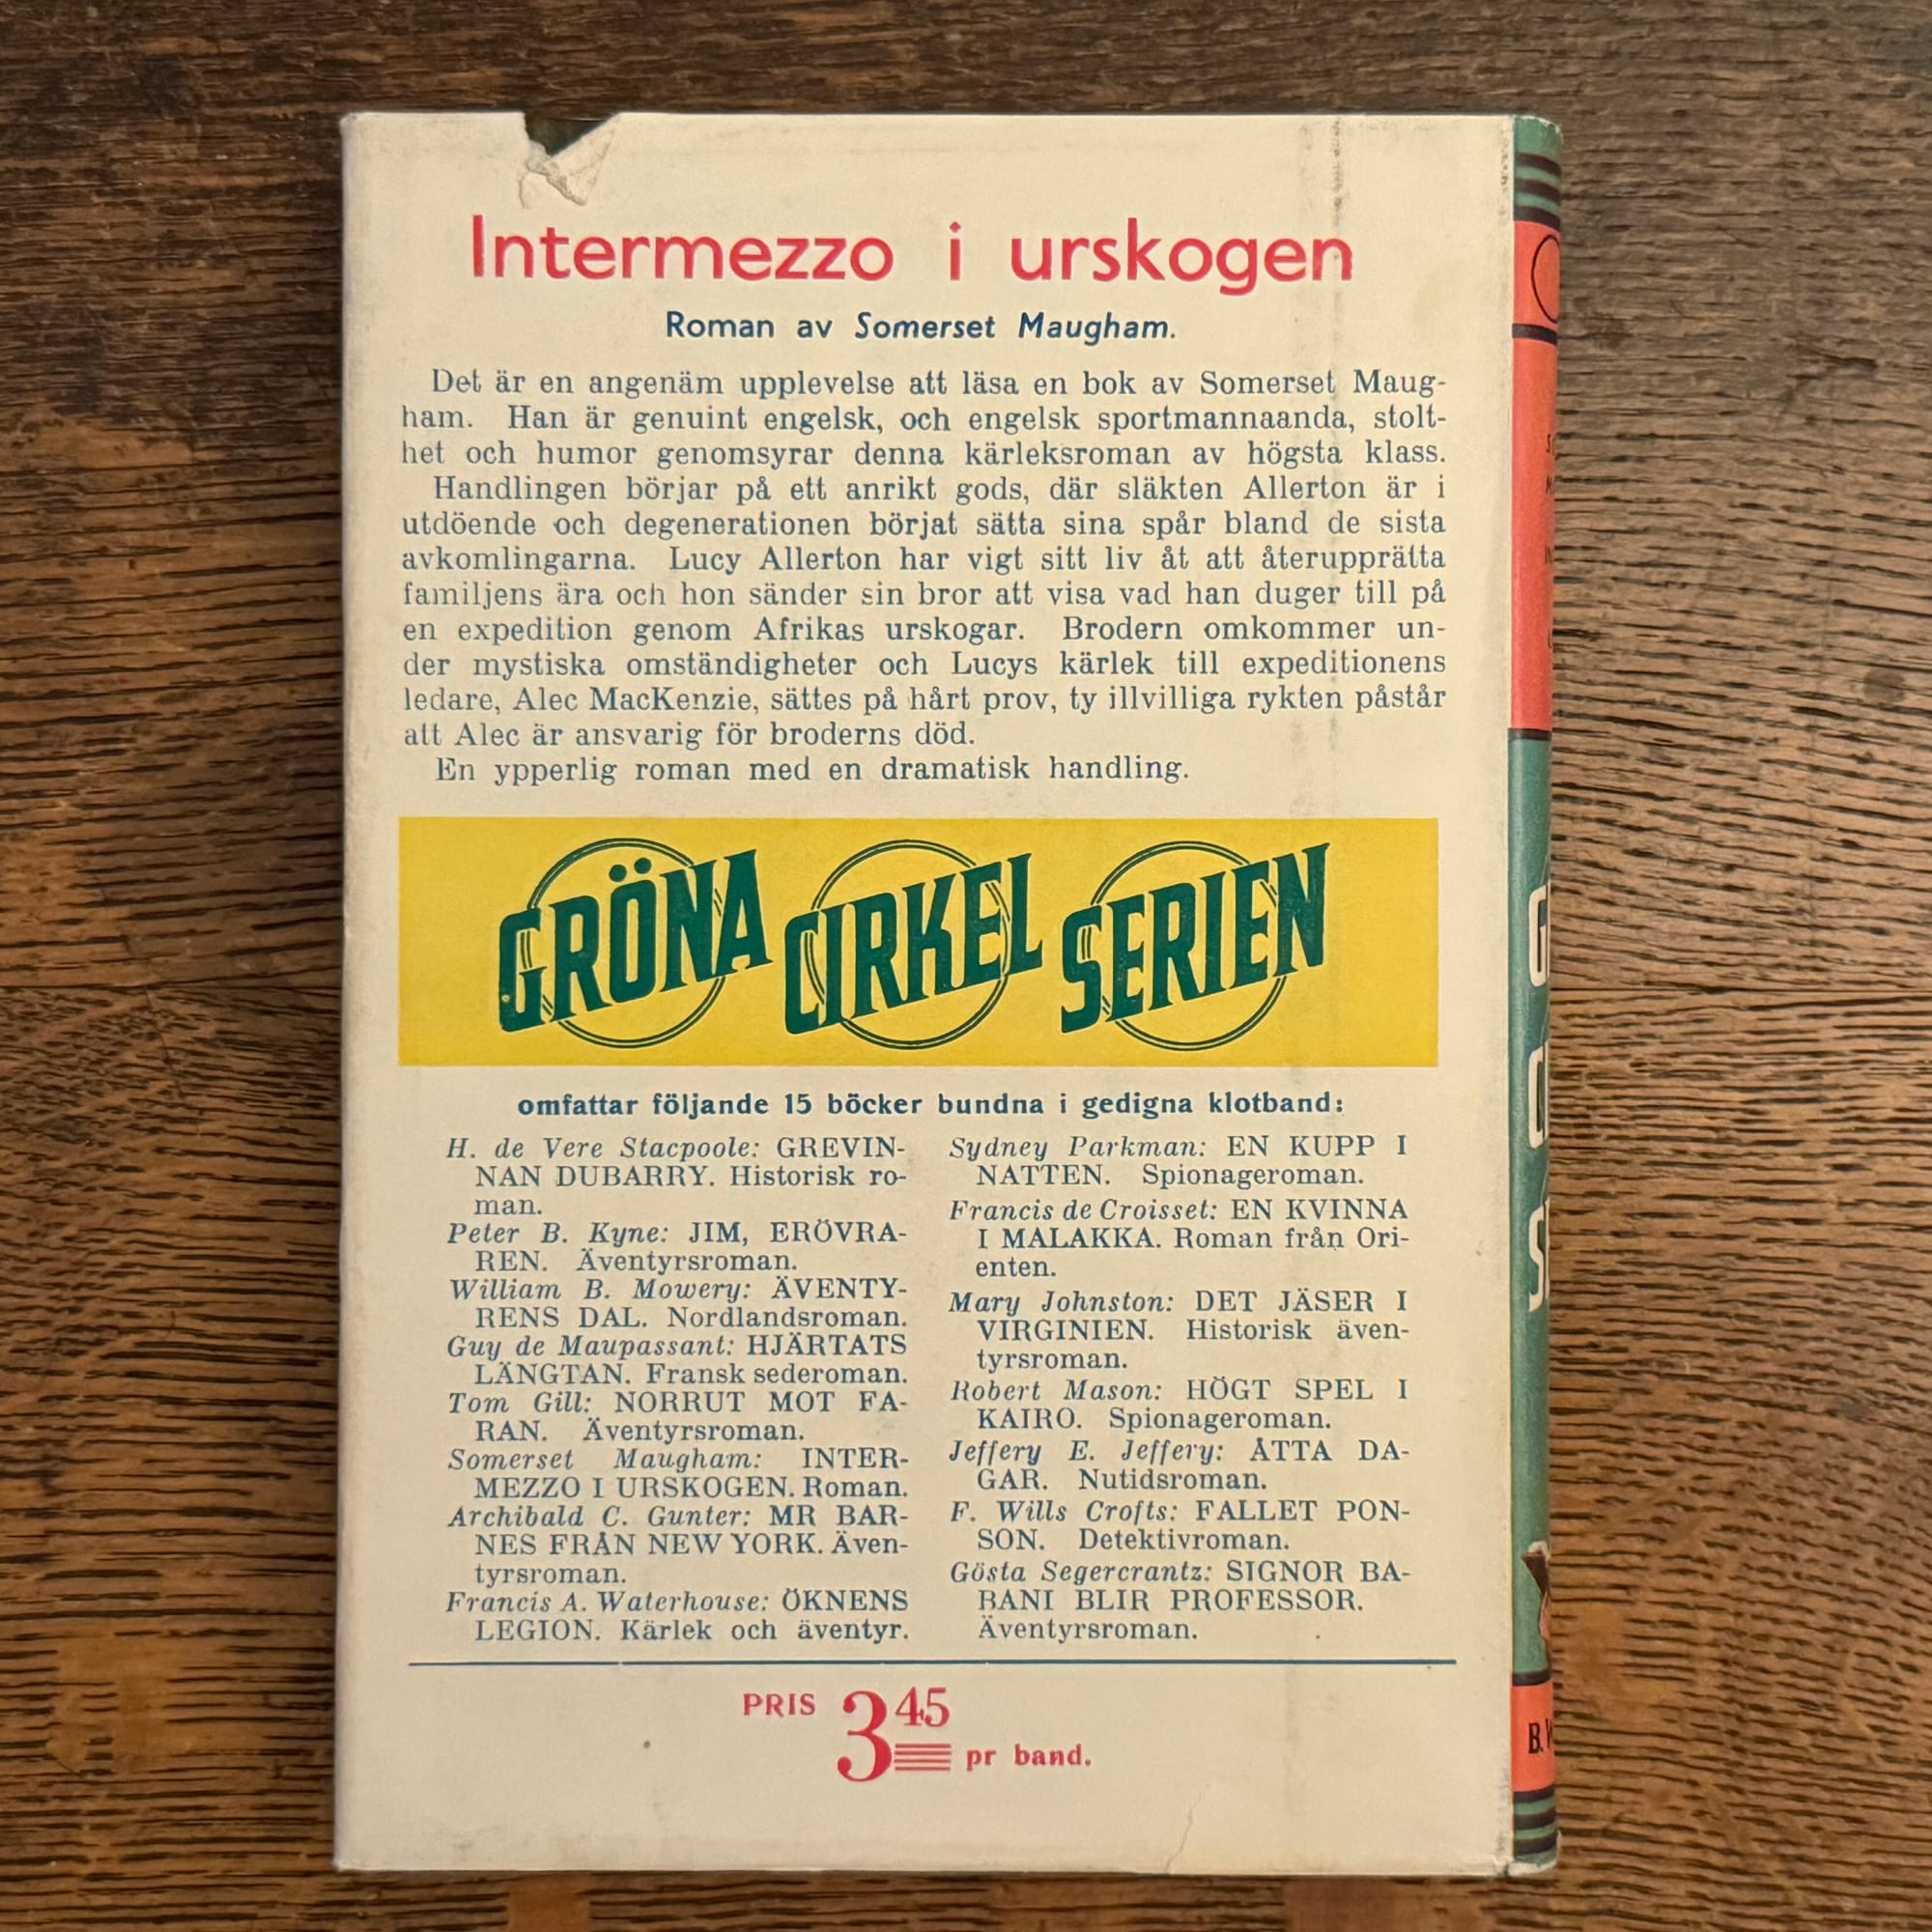 Intermezzo i urskogen
Roman av Somerset Maugham.
Det är en angenäm upplevelse att läsa en bok av Somerset Maug-
ham. Han är genuint engelsk, och engelsk sportmannaanda, stolt-
het och humor genomsyrar denna kärleksroman av högsta klass.
Handlingen börjar på ett anrikt gods, där släkten Allerton är i
utdöende och degenerationen börjat sätta sina spår bland de sista
avkomlingarna. Lucy Allerton har vigt sitt liv åt att återupprätta
familjens ära och hon sänder sin bror att visa vad han duger till på
en expedition genom Afrikas urskogar. Brodern omkommer un-
der mystiska omständigheter och Lucys kärlek till expeditionens
ledare, Alec MacKenzie, sättes på hårt prov, ty illvilliga rykten påstår
att Alec är ansvarig för broderns död.
En ypperlig roman med en dramatisk handling.
GRÖNA CIRKEL SERIEN
omfattar följande 15 böcker bundna i gedigna klotband:
H. de Vere Stacpoole: GREVIN-
NAN DUBARRY. Historisk ro-
man.
Peter B. Kyne: JIM, ERÖVRA-
REN. Äventyrsroman.
William B. Mowery: ÄVENTY-
RENS DAL. Nordlandsroman.
Guy de Maupassant: HJÄRTATS
LÄNGTAN. Fransk sederoman.
Tom Gill: NORRUT MOT FA-
RAN. Äventyrsroman.
Somerset Maugham: INTER-
MEZZO I URSKOGEN. Roman.
Archibald C. Gunter: MR BAR-
NES FRÅN NEW YORK. Även-
tyrsroman.
Francis A. Waterhouse: ÖKNENS
LEGION. Kärlek och äventyr.
Sydney Parkman: EN KUPP I
NATTEN. Spionageroman.
Francis de Croisset: EN KVINNA
I MALAKKA. Roman från Ori-
enten.
Mary Johnston: DET JÄSER I
VIRGINIEN. Historisk även-
tyrsroman.
Robert Mason: HÖGT SPEL I
KAIRO. Spionageroman.
Jeffery E. Jeffery: ÅTTA DA-
GAR. Nutidsroman.
F. Wills Crofts: FALLET PON-
SON. Detektivroman.
Gösta Segercrantz: SIGNOR BA-
RANI BLIR PROFESSOR.
Äventyrsroman.
PRIS 3 45 pr band.